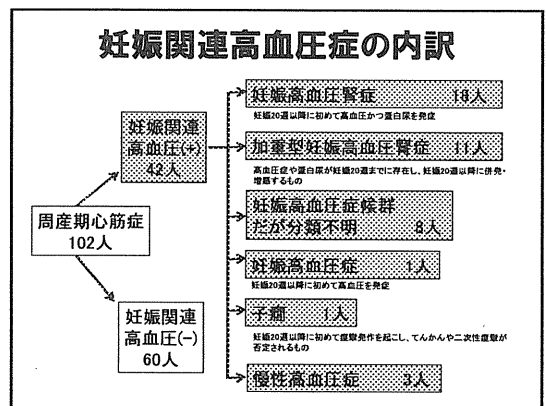 妊娠関連高血圧症の内訳
妊娠高血圧腎症 18人
妊娠20週以降に初めて高血圧かつ蛋白尿を発症
妊娠関連
高血圧(+)
42人
加重型妊娠高血圧腎症 11人
高血圧症や蛋白尿が妊娠20週までに存在し、妊娠20週以降に併発・
増悪するもの
妊娠高血圧症候群
だが分類不明 8人
周産期心筋症
102人
妊娠高血圧症 1人
妊娠20週以降に初めて高血圧を発症
子癇 1人
妊娠20週以降に初めて痙攣発作を起こし、てんかんや二次性痙攣が
否定されるもの
妊娠関連
高血圧(−)
60人
慢性高血圧症 3人